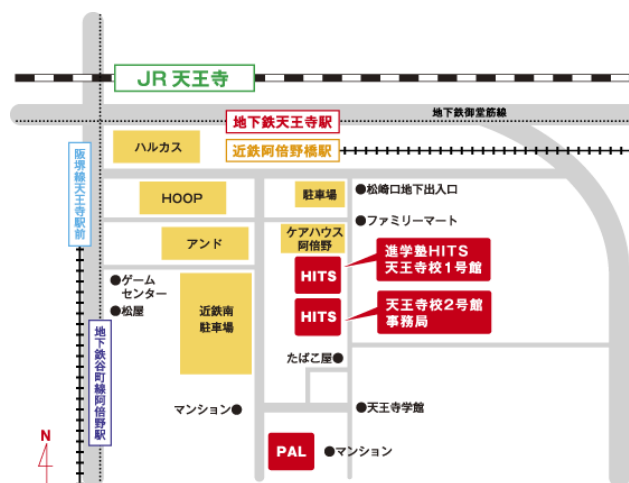 JR 天王寺
地下鉄御堂筋線
地下鉄天王寺駅
近鉄阿倍野橋駅
ハルカス
阪堺線天王寺駅前
HOOP
駐車場
松崎口地下出入口
ファミリーマート
アンド
ケアハウス
阿倍野
進学塾HITS
天王寺校1号館
HITS
ゲーム
センター
松屋
近鉄南
駐車場
HITS
天王寺校2号館
事務局
地下鉄谷町線阿倍野駅
たばこ屋
マンション
天王寺学館
N
PAL
マンション